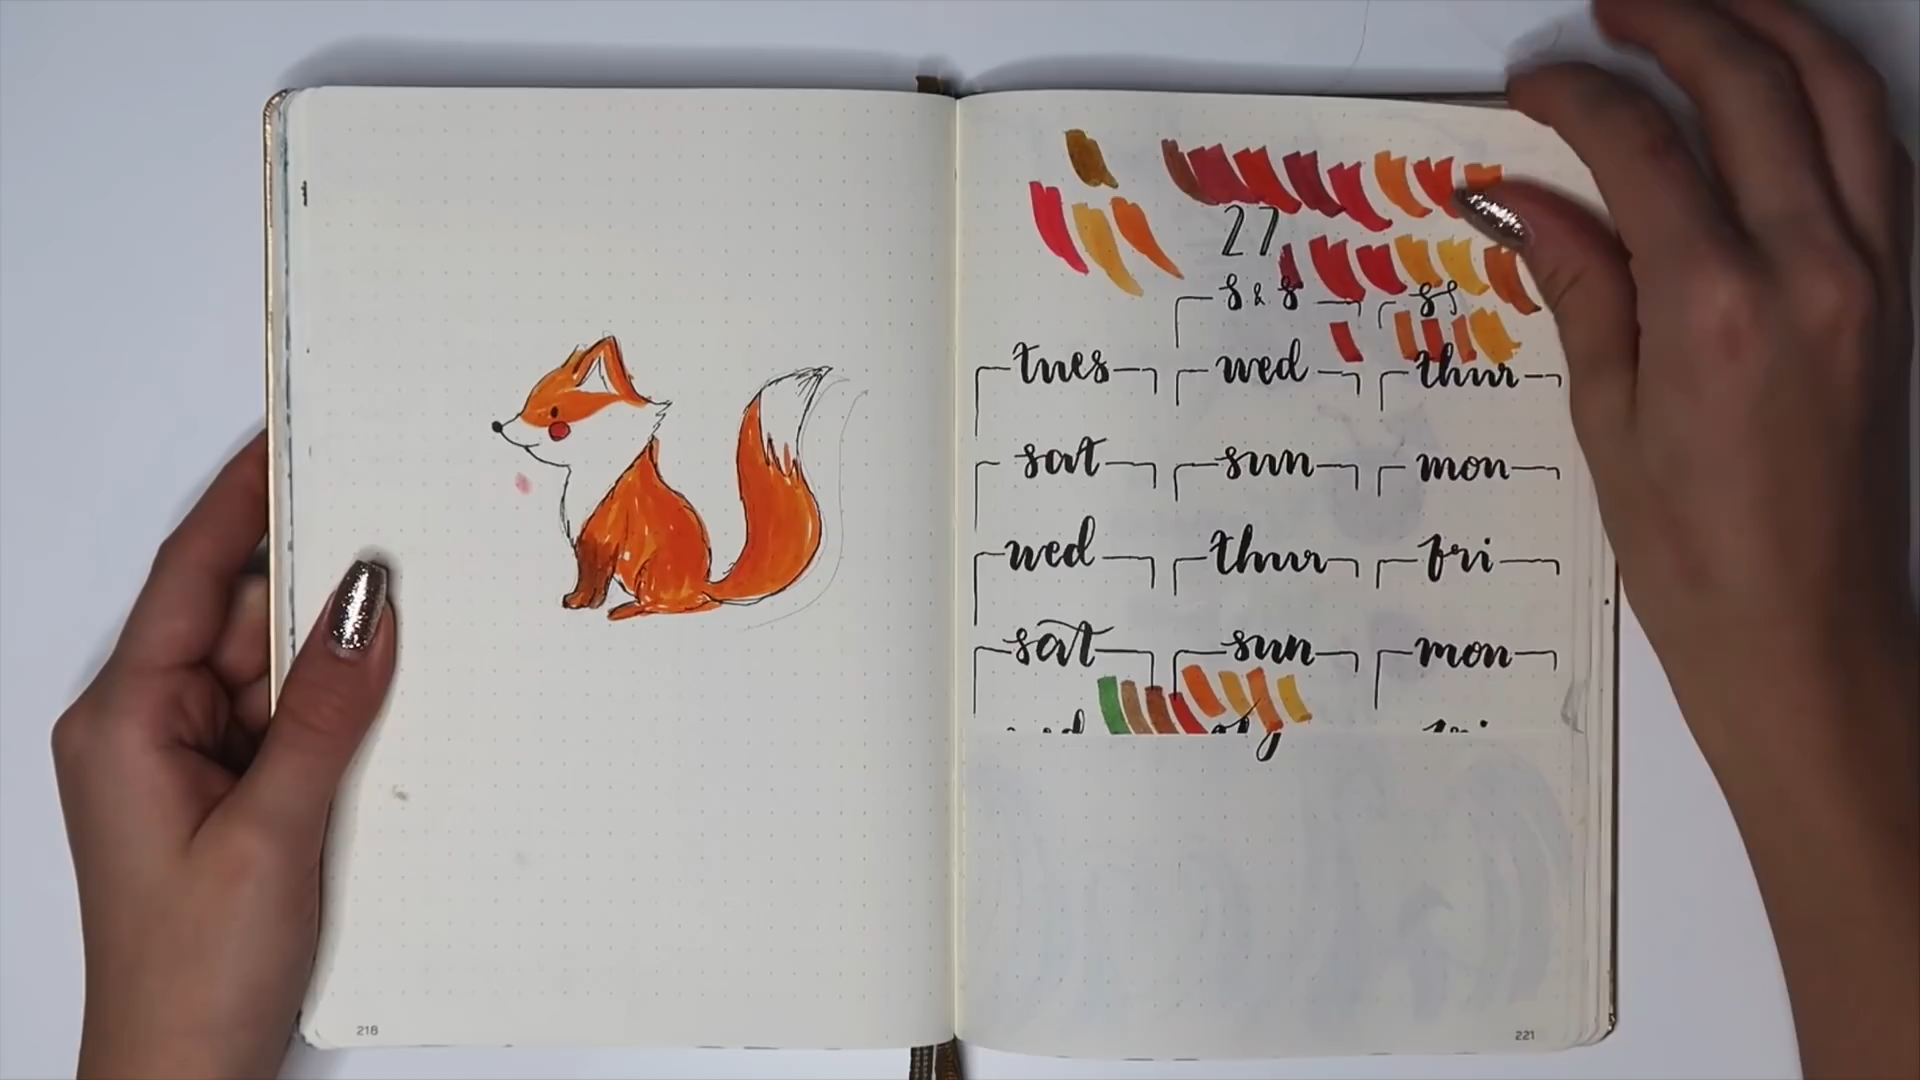 27
s & s
tues wed thur
sat sun mon
wed thur fri
sat sun mon
218
221